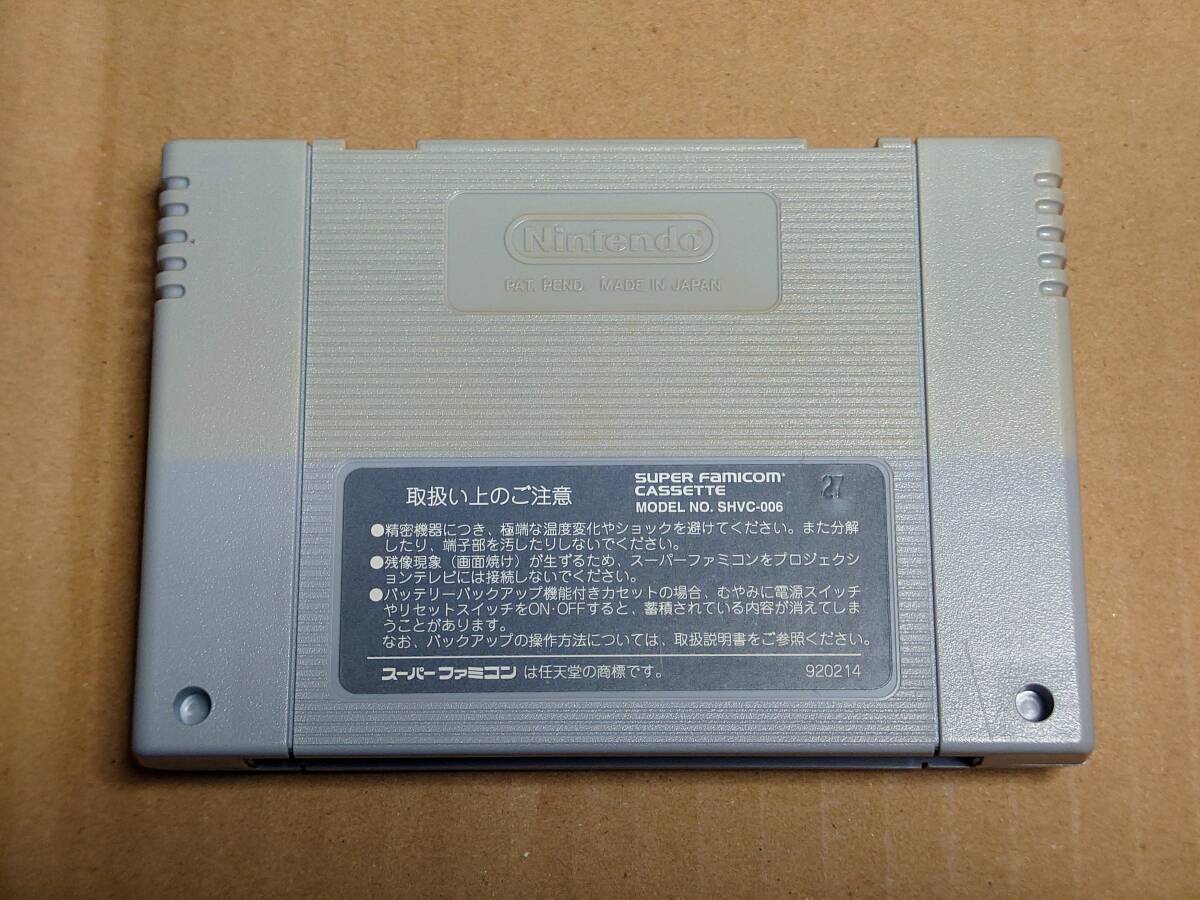 Nintendo®
PAT. PEND. MADE IN JAPAN
取扱い上のご注意
SUPER FAMICOM®
CASSETTE
MODEL NO. SHVC-006
27
●精密機器につき、極端な温度変化やショックを避けてください。また分解
したり、端子部を汚したりしないでください。
●残像現象（画面焼け）が生ずるため、スーパーファミコンをプロジェクシ
ョンテレビには接続しないでください。
●バッテリーバックアップ機能付きカセットの場合、むやみに電源スイッチ
やリセットスイッチをON・OFFすると、蓄積されている内容が消えてしま
うことがあります。
なお、バックアップの操作方法については、取扱説明書をご参照ください。
スーパーファミコン は任天堂の商標です。
920214